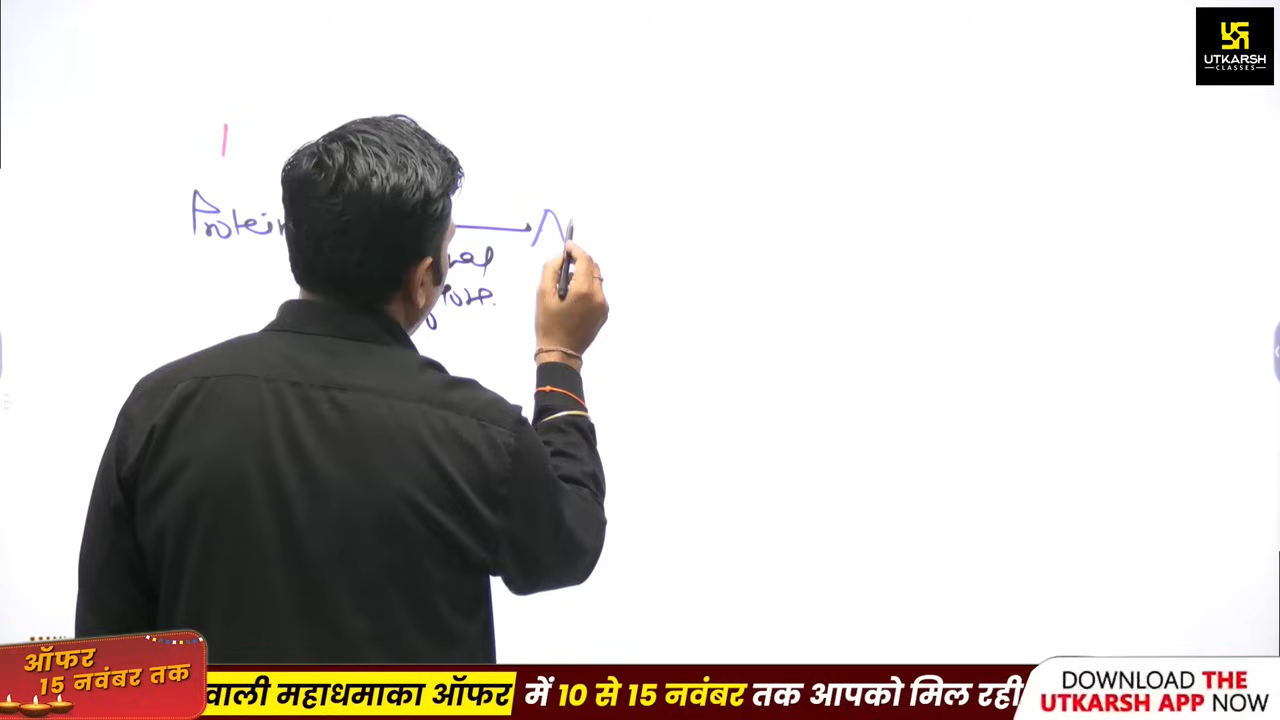 UTKARSH
CLASSES
Protein
ऑफर
15 नवंबर तक
वाली महाधमाका ऑफर में 10 से 15 नवंबर तक आपको मिल रही
DOWNLOAD THE
UTKARSH APP NOW